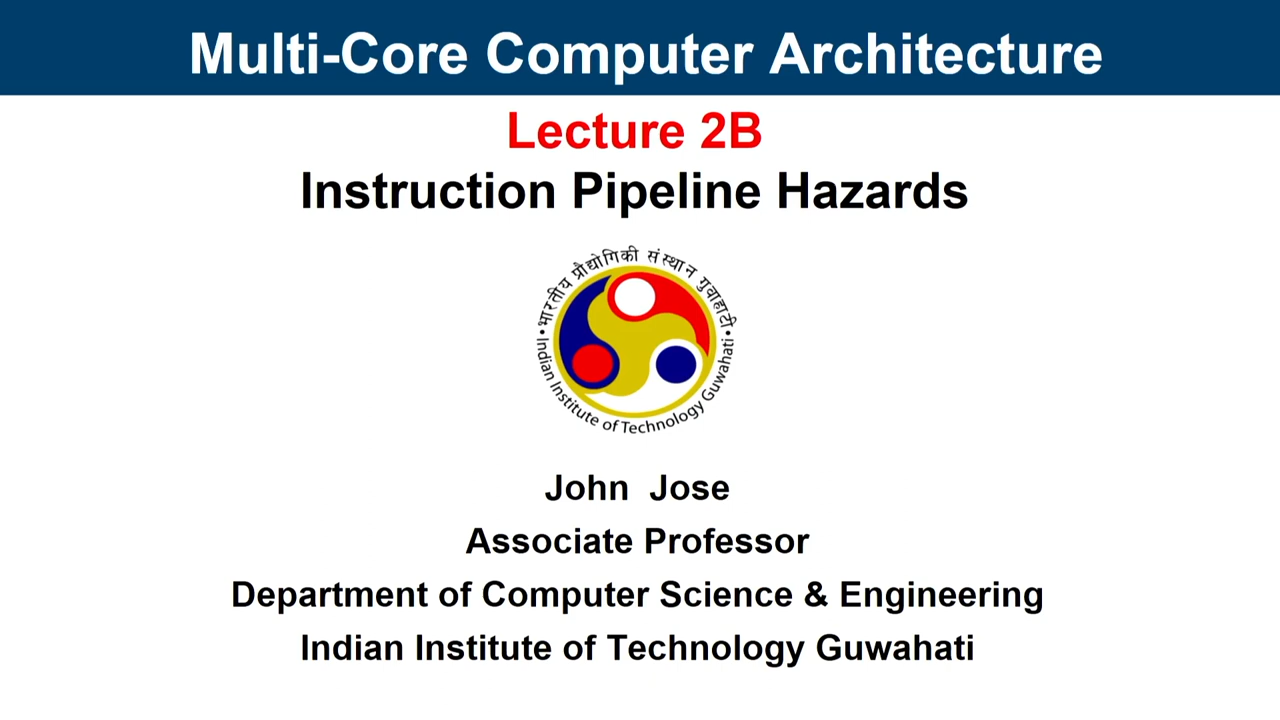 Multi-Core Computer Architecture
Lecture 2B
Instruction Pipeline Hazards
भारतीय प्रौद्योगिकी संस्थान गुवाहाटी
Indian Institute of Technology Guwahati
John Jose
Associate Professor
Department of Computer Science & Engineering
Indian Institute of Technology Guwahati